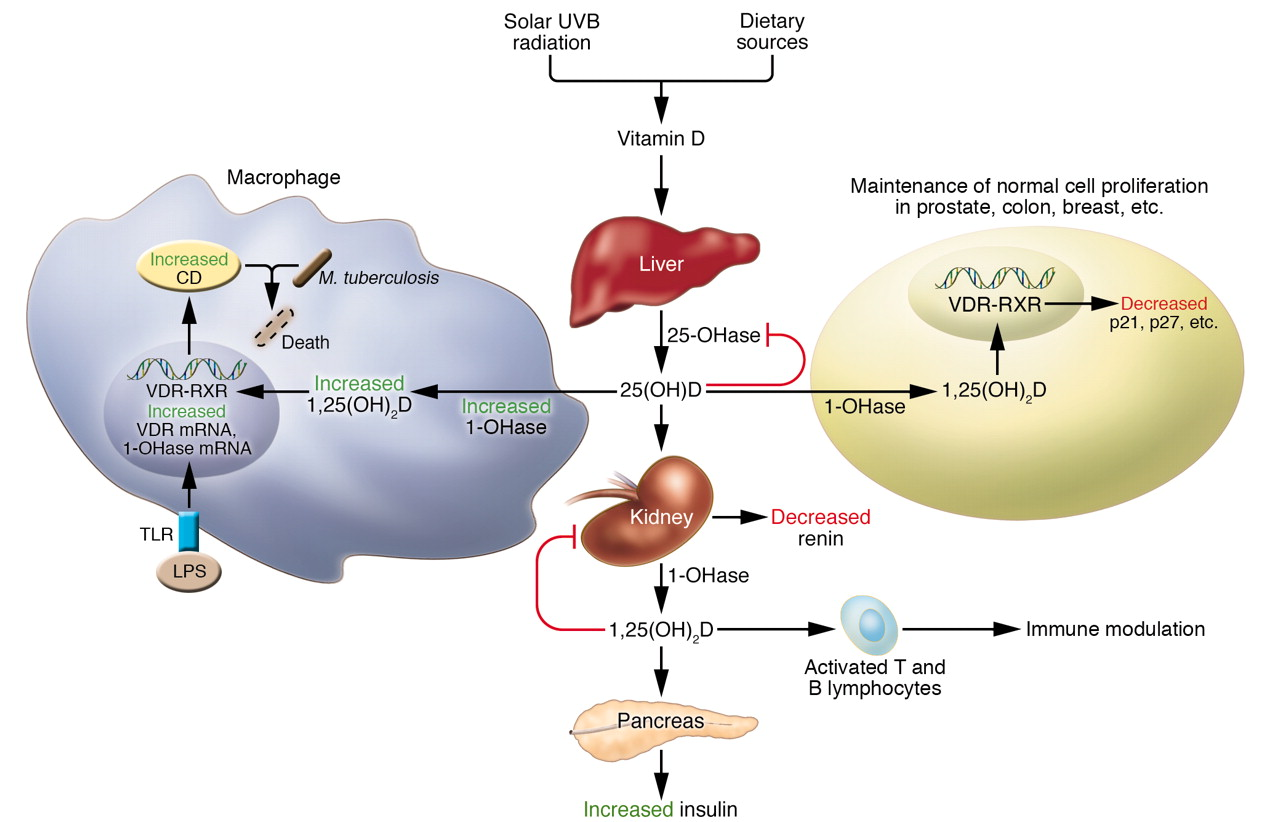 Solar UVB
radiation
Dietary
sources
Vitamin D
Macrophage
Maintenance of normal cell proliferation
in prostate, colon, breast, etc.
Increased
CD
M. tuberculosis
Death
Liver
VDR-RXR
Decreased
p21, p27, etc.
25-OHase
VDR-RXR
Increased
VDR mRNA,
1-OHase mRNA
Increased
1,25(OH)₂D
Increased
1-OHase
25(OH)D
1-OHase
1,25(OH)₂D
TLR
LPS
Kidney
Decreased
renin
1-OHase
1,25(OH)₂D
Activated T and
B lymphocytes
Immune modulation
Pancreas
Increased insulin